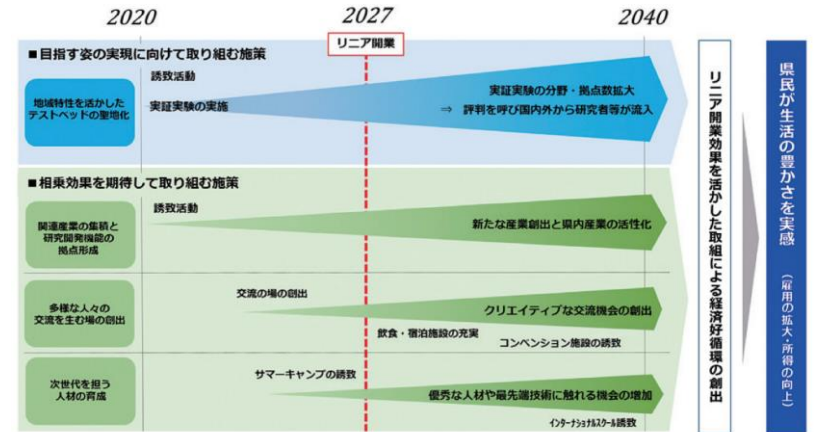 2020
2027
2040
リニア開業
■目指す姿の実現に向けて取り組む施策
地域特性を活かした
テストベッドの聖地化
誘致活動
実証実験の実施
実証実験の分野・拠点数拡大
⇒ 評判を呼び国内外から研究者等が流入
■相乗効果を期待して取り組む施策
関連産業の集積と
研究開発機能の
拠点形成
誘致活動
新たな産業創出と県内産業の活性化
多様な人々の
交流を生む場の創出
交流の場の創出
クリエイティブな交流機会の創出
飲食・宿泊施設の充実
コンベンション施設の誘致
次世代を担う
人材の育成
サマーキャンプの誘致
優秀な人材や最先端技術に触れる機会の増加
インターナショナルスクール誘致
リニア開業効果を活かした取組による経済好循環の創出
県民が生活の豊かさを実感
(雇用の拡大・所得の向上)